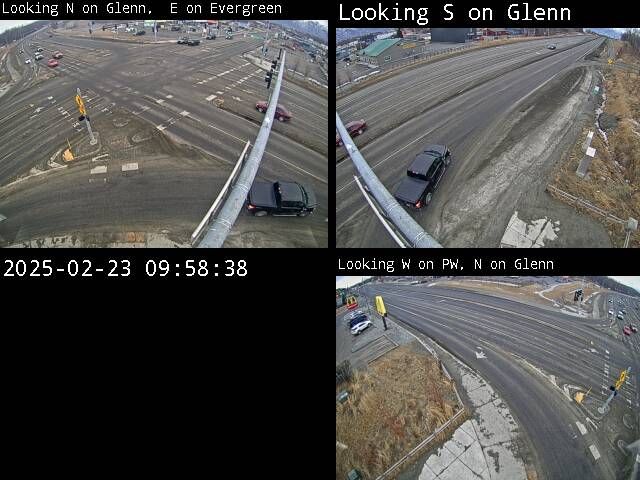 Looking N on Glenn,  E on Evergreen
Looking S on Glenn
2025-02-23 09:58:38
Looking W on PW, N on Glenn